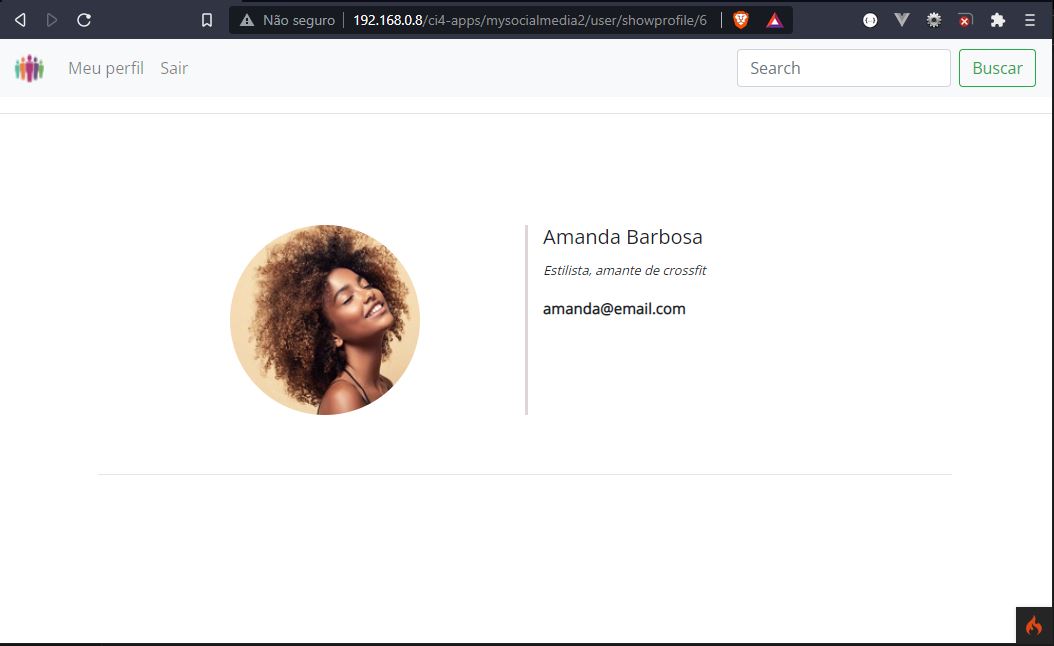 Não seguro 192.168.0.8/ci4-apps/mysocialmedia2/user/showprofile/6
Meu perfil Sair Search Buscar
Amanda Barbosa
Estilista, amante de crossfit
amanda@email.com